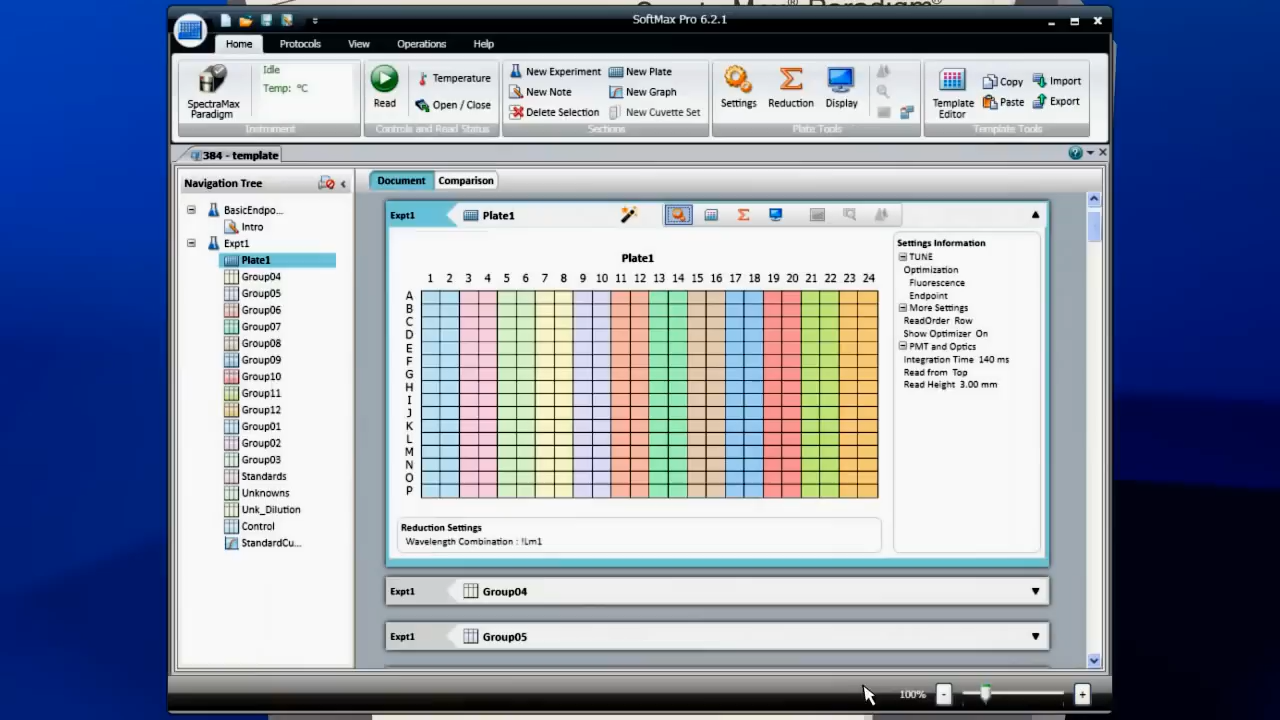 SoftMax Pro 6.2.1
Home Protocols View Operations Help
SpectraMax
Paradigm
Idle
Temp: °C
Instrument
Read
Temperature
Open / Close
Controls and Read Status
New Experiment
New Note
Delete Selection
New Plate
New Graph
New Cuvette Set
Sections
Settings
Reduction
Display
Plate Tools
Template
Editor
Copy
Paste
Import
Export
Template Tools
384 - template
Navigation Tree
BasicEndpo...
Intro
Expt1
Plate1
Group04
Group05
Group06
Group07
Group08
Group09
Group10
Group11
Group12
Group01
Group02
Group03
Standards
Unknowns
Unk_Dilution
Control
StandardCu...
Document Comparison
Expt1 Plate1
Plate1
1 2 3 4 5 6 7 8 9 10 11 12 13 14 15 16 17 18 19 20 21 22 23 24
A
B
C
D
E
F
G
H
I
J
K
L
M
N
O
P
Reduction Settings
Wavelength Combination : !Lm1
Settings Information
TUNE
Optimization
Fluorescence
Endpoint
More Settings
ReadOrder Row
Show Optimizer On
PMT and Optics
Integration Time 140 ms
Read from Top
Read Height 3.00 mm
Expt1 Group04
Expt1 Group05
100% - +